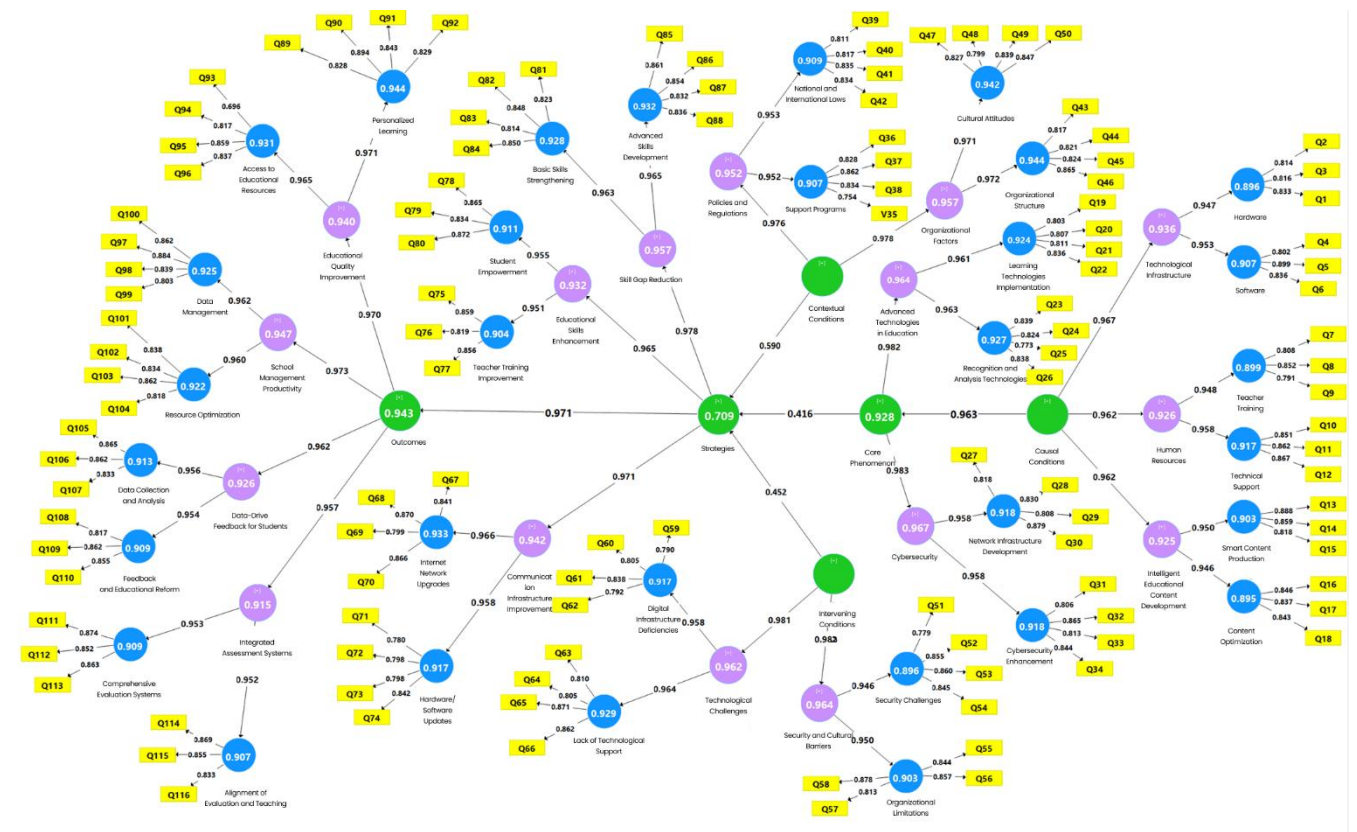 Q89
Q90
Q91
Q92
0.828
0.894
0.843
0.829
0.944
Personalized
Learning
Q93
Q94
Q95
Q96
0.696
0.817
0.859
0.837
0.931
Access to
Educational
Resources
0.971
0.965
[+]
0.940
Educational
Quality
Improvement
0.970
Q100
Q97
Q98
Q99
0.862
0.884
0.839
0.803
0.925
Data
Management
0.962
Q101
Q102
Q103
Q104
0.838
0.834
0.862
0.818
0.922
Resource Optimization
0.960
[+]
0.947
School
Management
Productivity
0.973
[+]
0.943
Outcomes
Q105
Q106
Q107
0.865
0.862
0.833
0.913
Data Collection
and Analysis
0.956
Q108
Q109
Q110
0.817
0.862
0.855
0.909
Feedback
and Educational Reform
0.954
[+]
0.926
Data-Drive
Feedback for Students
0.962
0.957
[+]
0.915
Integrated
Assessment Systems
Q111
Q112
Q113
0.874
0.852
0.863
0.909
Comprehensive
Evaluation Systems
0.953
0.952
Q114
Q115
Q116
0.869
0.855
0.833
0.907
Alignment of
Evaluation and Teaching
Q81
Q82
Q83
Q84
0.823
0.848
0.814
0.850
0.928
Basic Skills
Strengthening
0.963
Q85
Q86
Q87
Q88
0.861
0.854
0.832
0.836
0.932
Advanced
Skills
Development
0.965
[+]
0.957
Skill Gap Reduction
0.978
Q78
Q79
Q80
0.865
0.834
0.872
0.911
Student
Empowerment
0.955
Q75
Q76
Q77
0.859
0.819
0.856
0.904
Teacher Training
Improvement
0.951
[+]
0.932
Educational
Skills
Enhancement
0.965
0.971
[+]
0.709
Strategies
0.971
Q67
Q68
Q69
Q70
0.841
0.870
0.799
0.866
0.933
Internet
Network
Upgrades
0.966
[+]
0.942
Communicat
ion
Infrastructure
Improvement
0.958
Q71
Q72
Q73
Q74
0.780
0.798
0.798
0.842
0.917
Hardware/
Software
Updates
Q59
Q60
Q61
Q62
0.790
0.805
0.838
0.792
0.917
Digital
Infrastructure
Deficiencies
0.958
Q63
Q64
Q65
Q66
0.810
0.805
0.871
0.862
0.929
Lack of Technological
Support
0.964
[+]
0.962
Technological
Challenges
0.981
0.452
Intervening
Conditions
[+]
0.964
Security and Cultural
Barriers
0.946
0.950
Q51
Q52
Q53
Q54
0.779
0.855
0.860
0.845
0.896
Security Challenges
Q55
Q56
Q57
Q58
0.844
0.857
0.813
0.878
0.903
Organizational
Limitations
Q39
Q40
Q41
Q42
0.811
0.817
0.835
0.834
0.909
National and
International Laws
0.953
Q36
Q37
Q38
V35
0.828
0.862
0.834
0.754
0.907
Support Programs
0.952
[+]
0.952
Policies and
Regulations
0.976
[+]
Contextual
Conditions
0.590
0.978
Q47
Q48
Q49
Q50
0.827
0.799
0.839
0.847
0.942
Cultural Attitudes
0.971
Q43
Q44
Q45
Q46
0.817
0.821
0.824
0.865
0.944
Organizational
Structure
0.972
[+]
0.957
Organizational
Factors
Q19
Q20
Q21
Q22
0.803
0.807
0.811
0.836
0.924
Learning
Technologies
Implementation
0.961
[+]
0.964
Advanced
Technologies
in Education
0.963
Q23
Q24
Q25
Q26
0.839
0.824
0.773
0.838
0.927
Recognition and
Analysis Technologies
0.982
0.416
[+]
0.928
Core
Phenomenon
0.983
[+]
0.967
Cybersecurity
0.958
Q27
Q28
Q29
Q30
0.818
0.830
0.808
0.879
0.918
Network Infrastructure
Development
0.958
Q31
Q32
Q33
Q34
0.806
0.865
0.813
0.844
0.918
Cybersecurity
Enhancement
0.963
[+]
Causal
Conditions
0.967
[+]
0.936
Technological
Infrastructure
0.947
Q2
Q3
Q1
0.814
0.816
0.833
0.896
Hardware
0.953
Q4
Q5
Q6
0.802
0.899
0.836
0.907
Software
0.962
[+]
0.926
Human
Resources
0.948
Q7
Q8
Q9
0.808
0.852
0.791
0.899
Teacher
Training
0.958
Q10
Q11
Q12
0.851
0.862
0.867
0.917
Technical
Support
0.962
[+]
0.925
Intelligent
Educational
Content
Development
0.950
Q13
Q14
Q15
0.888
0.859
0.818
0.903
Smart Content
Production
0.946
Q16
Q17
Q18
0.846
0.837
0.843
0.895
Content
Optimization